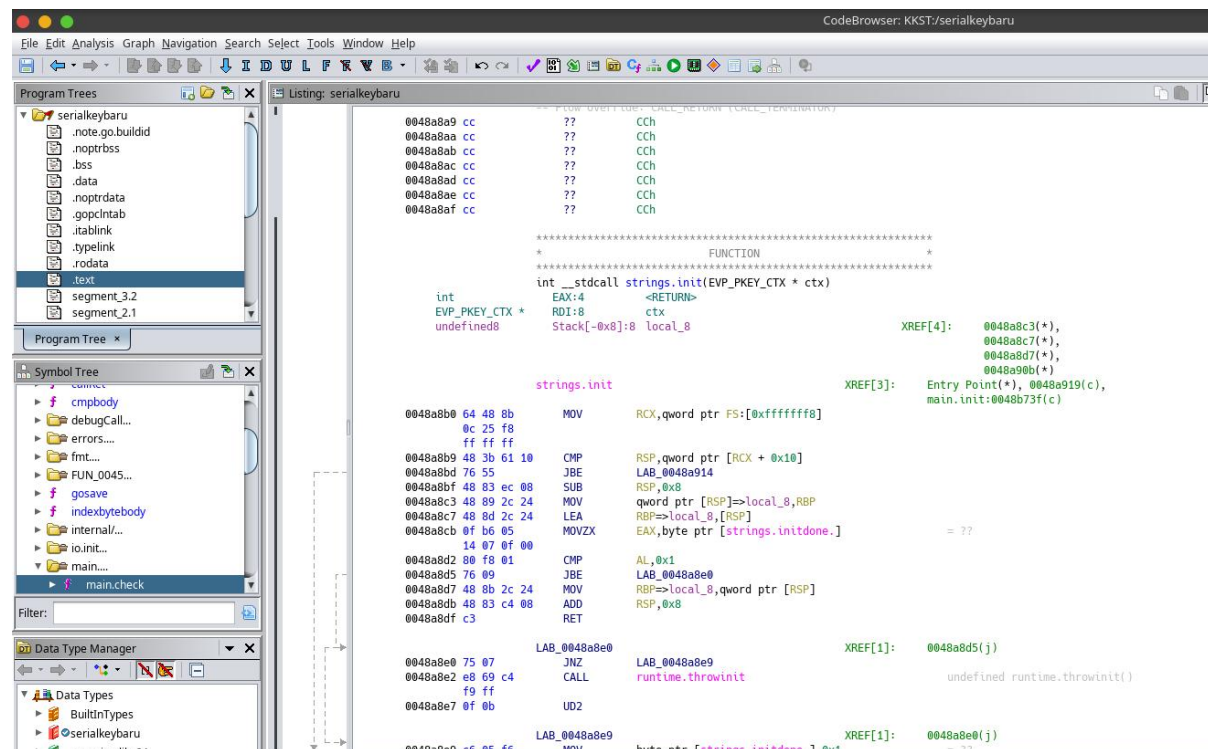 CodeBrowser: KKST:/serialkeybaru
File Edit Analysis Graph Navigation Search Select Tools Window Help
I D U L F B
Program Trees
serialkeybaru
.note.go.buildid
.noptrbss
.bss
.data
.noptrdata
.gopclntab
.itablink
.typelink
.rodata
.text
segment_3.2
segment_2.1
Program Tree ×
Symbol Tree
f cmpbody
debugCall...
errors....
fmt....
FUN_0045...
f gosave
f indexbytebody
internal/...
io.init...
main....
f main.check
Filter:
Data Type Manager
Data Types
BuiltInTypes
serialkeybaru
Listing: serialkeybaru
-- Flow Override: CALL_RETURN (CALL_TERMINATOR)
0048a8a9 cc ?? CCh
0048a8aa cc ?? CCh
0048a8ab cc ?? CCh
0048a8ac cc ?? CCh
0048a8ad cc ?? CCh
0048a8ae cc ?? CCh
0048a8af cc ?? CCh
**************************************************************
* FUNCTION *
**************************************************************
int __stdcall strings.init(EVP_PKEY_CTX * ctx)
int EAX:4 <RETURN>
EVP_PKEY_CTX * RDI:8 ctx
undefined8 Stack[-0x8]:8 local_8 XREF[4]: 0048a8c3(*),
0048a8c7(*),
0048a8d7(*),
0048a90b(*)
strings.init XREF[3]: Entry Point(*), 0048a919(c),
main.init:0048b73f(c)
0048a8b0 64 48 8b MOV RCX,qword ptr FS:[0xfffffff8]
0c 25 f8
ff ff ff
0048a8b9 48 3b 61 10 CMP RSP,qword ptr [RCX + 0x10]
0048a8bd 76 55 JBE LAB_0048a914
0048a8bf 48 83 ec 08 SUB RSP,0x8
0048a8c3 48 89 2c 24 MOV qword ptr [RSP]=>local_8,RBP
0048a8c7 48 8d 2c 24 LEA RBP=>local_8,[RSP]
0048a8cb 0f b6 05 MOVZX EAX,byte ptr [strings.initdone.] = ??
14 07 0f 00
0048a8d2 80 f8 01 CMP AL,0x1
0048a8d5 76 09 JBE LAB_0048a8e0
0048a8d7 48 8b 2c 24 MOV RBP=>local_8,qword ptr [RSP]
0048a8db 48 83 c4 08 ADD RSP,0x8
0048a8df c3 RET
LAB_0048a8e0 XREF[1]: 0048a8d5(j)
0048a8e0 75 07 JNZ LAB_0048a8e9
0048a8e2 e8 69 c4 CALL runtime.throwinit undefined runtime.throwinit()
f9 ff
0048a8e7 0f 0b UD2
LAB_0048a8e9 XREF[1]: 0048a8e0(j)